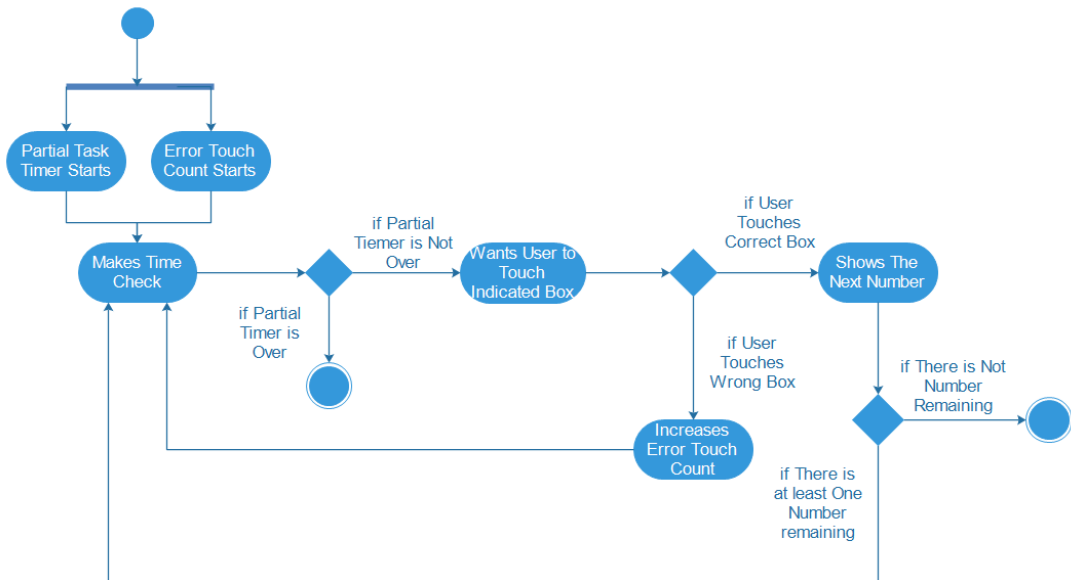 Partial Task
Timer Starts
Error Touch
Count Starts
Makes Time
Check
if Partial
Tiemer is Not
Over
if Partial
Timer is
Over
Wants User to
Touch
Indicated Box
if User
Touches
Correct Box
Shows The
Next Number
if User
Touches
Wrong Box
Increases
Error Touch
Count
if There is Not
Number
Remaining
if There is
at least One
Number
remaining